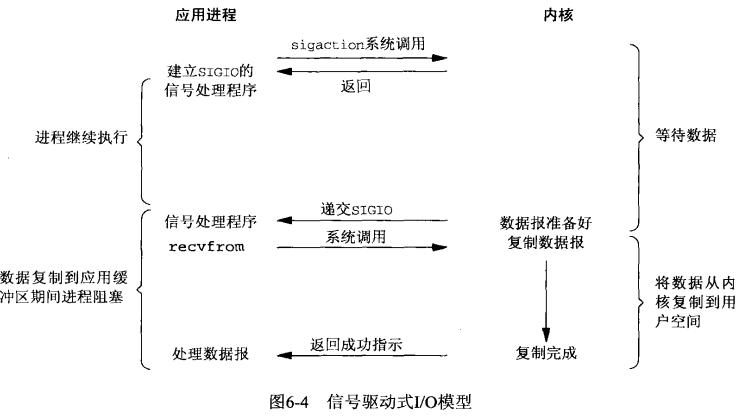 应用进程
内核
sigaction系统调用
建立SIGIO的
信号处理程序
返回
进程继续执行
等待数据
递交SIGIO
信号处理程序
数据报准备好
复制数据报
系统调用
recvfrom
数据复制到应用缓
冲区期间进程阻塞
将数据从内
核复制到用
户空间
返回成功指示
处理数据报
复制完成
图6-4 信号驱动式I/O模型